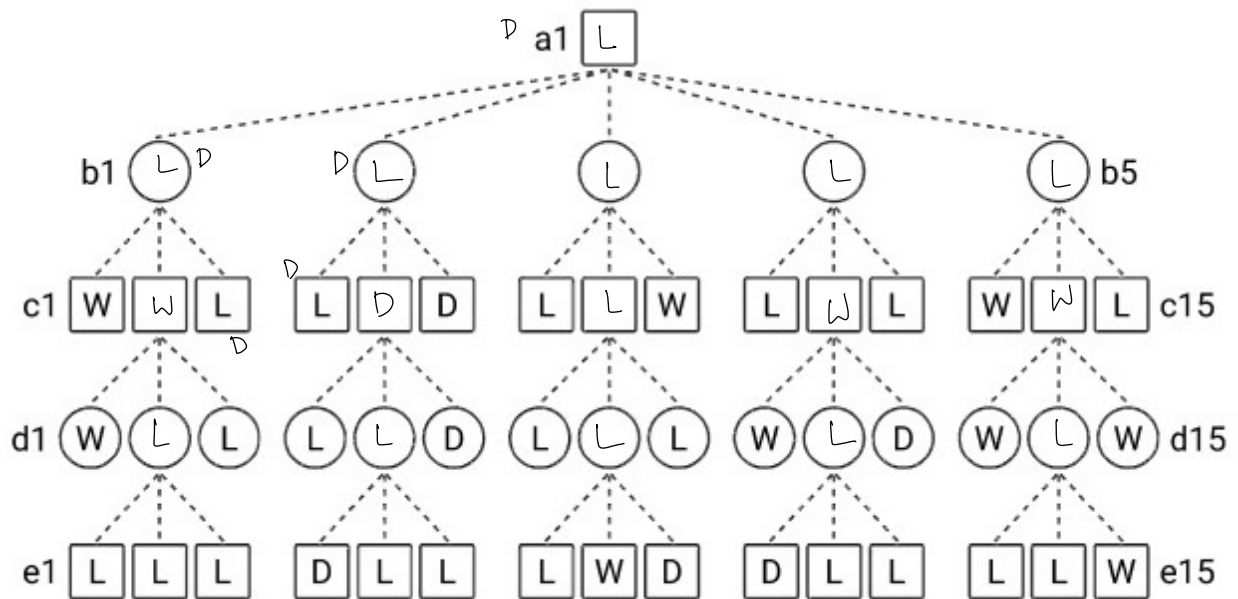 D a1 L
b1 L D D L L L L b5
D
c1 W W L L D D L L W L W L W W L c15
D
d1 W L L L L D L L L W L D W L W d15
e1 L L L D L L L W D D L L L L W e15